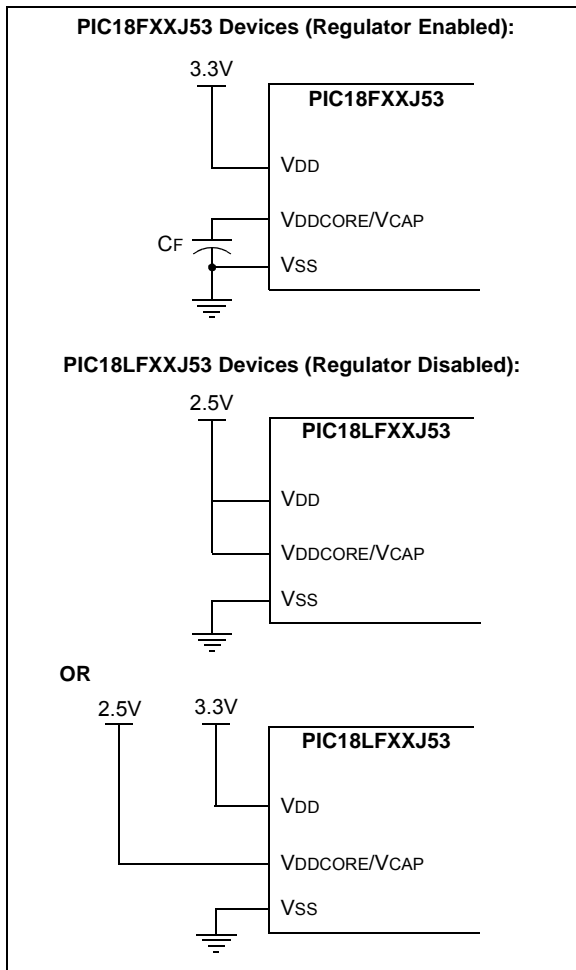 PIC18FXXJ53 Devices (Regulator Enabled):
3.3V
PIC18FXXJ53
VDD
VDDCORE/VCAP
CF
VSS
PIC18LFXXJ53 Devices (Regulator Disabled):
2.5V
PIC18LFXXJ53
VDD
VDDCORE/VCAP
VSS
OR
2.5V 3.3V
PIC18LFXXJ53
VDD
VDDCORE/VCAP
VSS